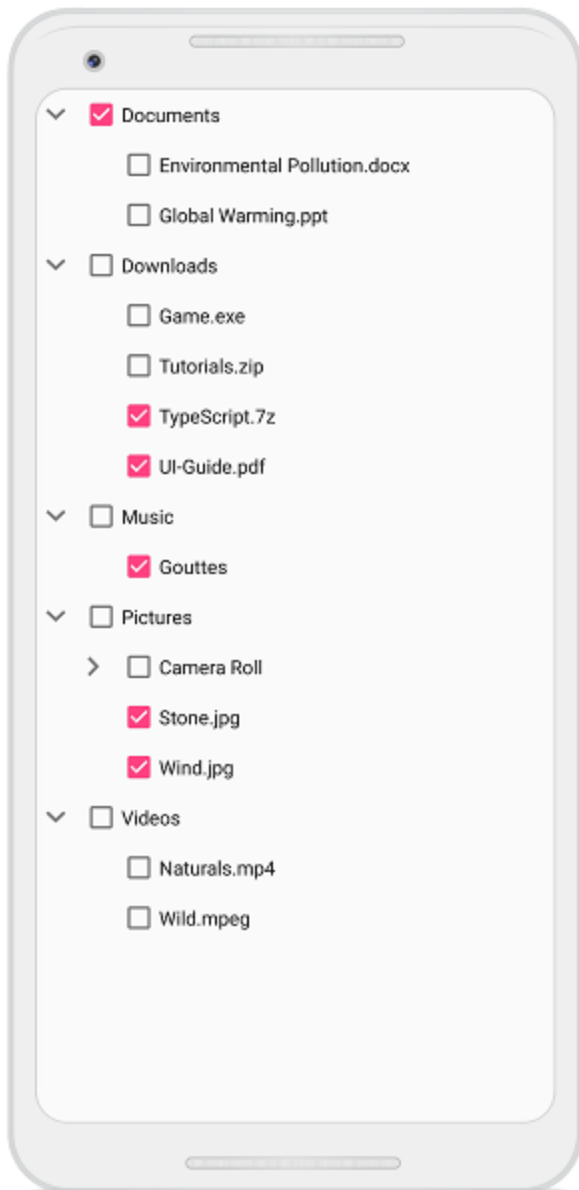 Documents
Environmental Pollution.docx
Global Warming.ppt
Downloads
Game.exe
Tutorials.zip
TypeScript.7z
UI-Guide.pdf
Music
Gouttes
Pictures
Camera Roll
Stone.jpg
Wind.jpg
Videos
Naturals.mp4
Wild.mpeg